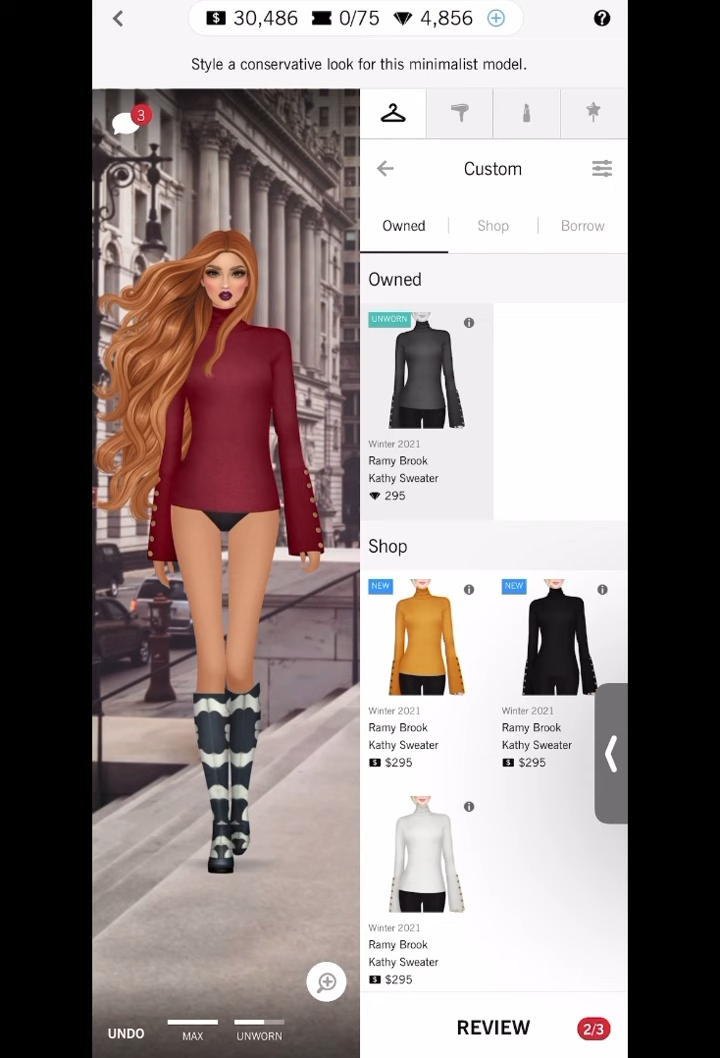 30,486 0/75 4,856
?
Style a conservative look for this minimalist model.
3
Custom
Owned Shop Borrow
Owned
UNWORN
Winter 2021
Ramy Brook
Kathy Sweater
295
Shop
NEW
Winter 2021
Ramy Brook
Kathy Sweater
$295
NEW
Winter 2021
Ramy Brook
Kathy Sweater
$295
Winter 2021
Ramy Brook
Kathy Sweater
$295
UNDO
MAX
UNWORN
REVIEW
2/3